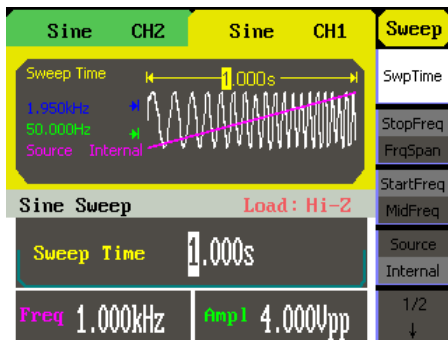 Sine CH2 Sine CH1 Sweep
Sweep Time 1.000s
SwpTime
1.950kHz
50.000Hz
Source Internal
StopFreq
FrqSpan
StartFreq
MidFreq
Sine Sweep Load: Hi-Z
Source
Internal
Sweep Time 1.000s
Freq 1.000kHz Ampl 4.000Vpp
1/2
↓